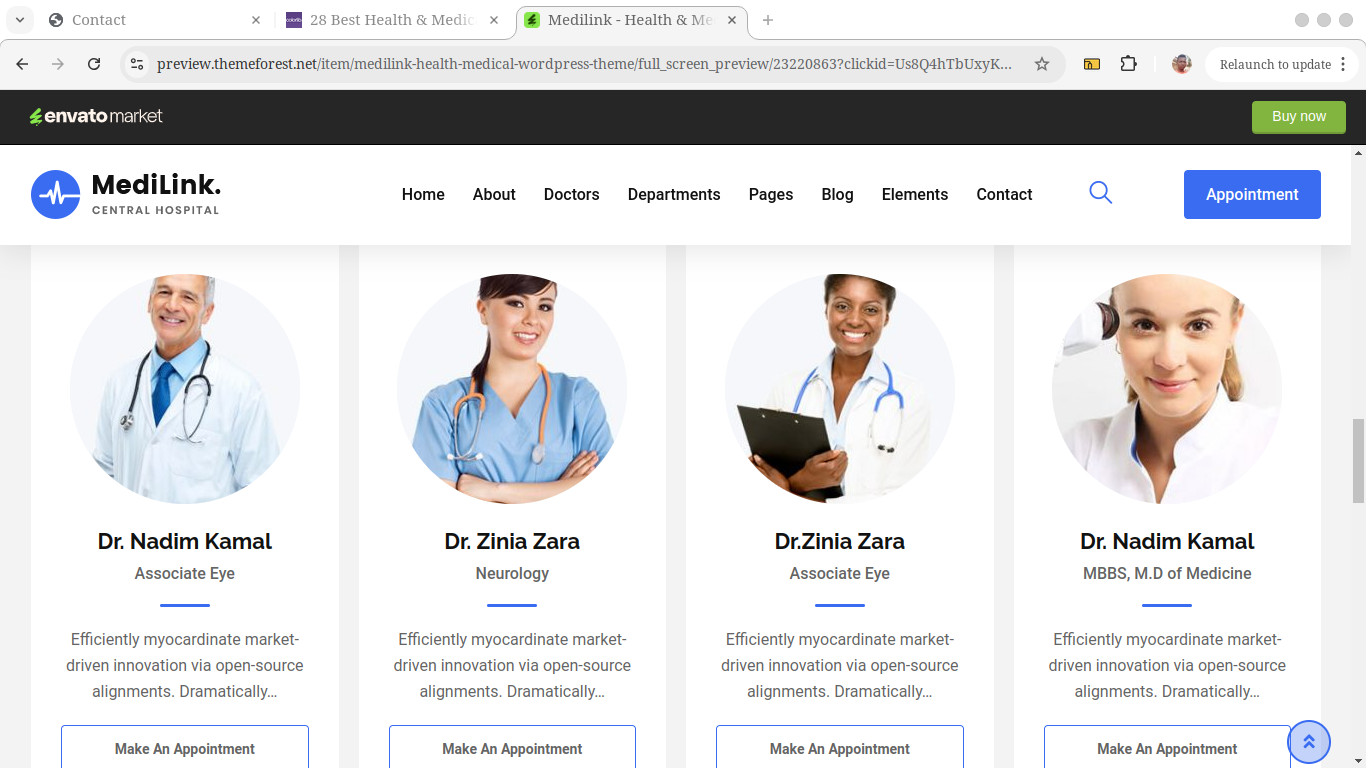 Contact
28 Best Health & Medic
Medilink - Health & Me
preview.themeforest.net/item/medilink-health-medical-wordpress-theme/full_screen_preview/23220863?clickid=Us8Q4hTbUxyK...
Relaunch to update
envato market
Buy now
MediLink.
CENTRAL HOSPITAL
Home About Doctors Departments Pages Blog Elements Contact
Appointment
Dr. Nadim Kamal
Associate Eye
Efficiently myocardinate market-
driven innovation via open-source
alignments. Dramatically...
Make An Appointment
Dr. Zinia Zara
Neurology
Efficiently myocardinate market-
driven innovation via open-source
alignments. Dramatically...
Make An Appointment
Dr.Zinia Zara
Associate Eye
Efficiently myocardinate market-
driven innovation via open-source
alignments. Dramatically...
Make An Appointment
Dr. Nadim Kamal
MBBS, M.D of Medicine
Efficiently myocardinate market-
driven innovation via open-source
alignments. Dramatically...
Make An Appointment